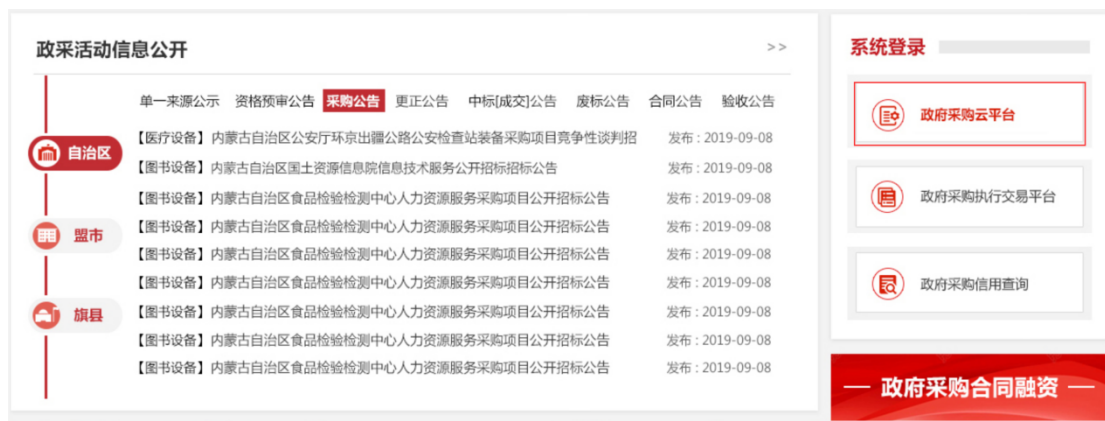 政采活动信息公开
>>
单一来源公示 资格预审公告 采购公告 更正公告 中标[成交]公告 废标公告 合同公告 验收公告
自治区
盟市
旗县
【医疗设备】内蒙古自治区公安厅环京出疆公路公安检查站装备采购项目竞争性谈判招 发布:2019-09-08
【图书设备】内蒙古自治区国土资源信息院信息技术服务公开招标招标公告 发布:2019-09-08
【图书设备】内蒙古自治区食品检验检测中心人力资源服务采购项目公开招标公告 发布:2019-09-08
【图书设备】内蒙古自治区食品检验检测中心人力资源服务采购项目公开招标公告 发布:2019-09-08
【图书设备】内蒙古自治区食品检验检测中心人力资源服务采购项目公开招标公告 发布:2019-09-08
【图书设备】内蒙古自治区食品检验检测中心人力资源服务采购项目公开招标公告 发布:2019-09-08
【图书设备】内蒙古自治区食品检验检测中心人力资源服务采购项目公开招标公告 发布:2019-09-08
【图书设备】内蒙古自治区食品检验检测中心人力资源服务采购项目公开招标公告 发布:2019-09-08
【图书设备】内蒙古自治区食品检验检测中心人力资源服务采购项目公开招标公告 发布:2019-09-08
系统登录
政府采购云平台
政府采购执行交易平台
政府采购信用查询
政府采购合同融资